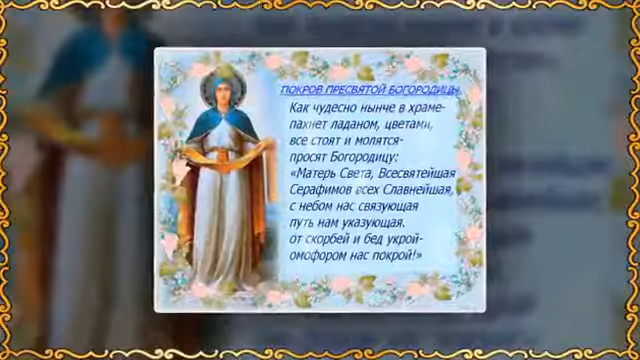 ПОКРОВ ПРЕСВЯТОЙ БОГОРОДИЦЫ.
Как чудесно нынче в храме-
пахнет ладаном, цветами,
все стоят и молятся-
просят Богородицу:
«Матерь Света, Всесвятейшая
Серафимов всех Славнейшая,
с небом нас связующая
путь нам указующая.
от скорбей и бед укрой-
омофором нас покрой!»